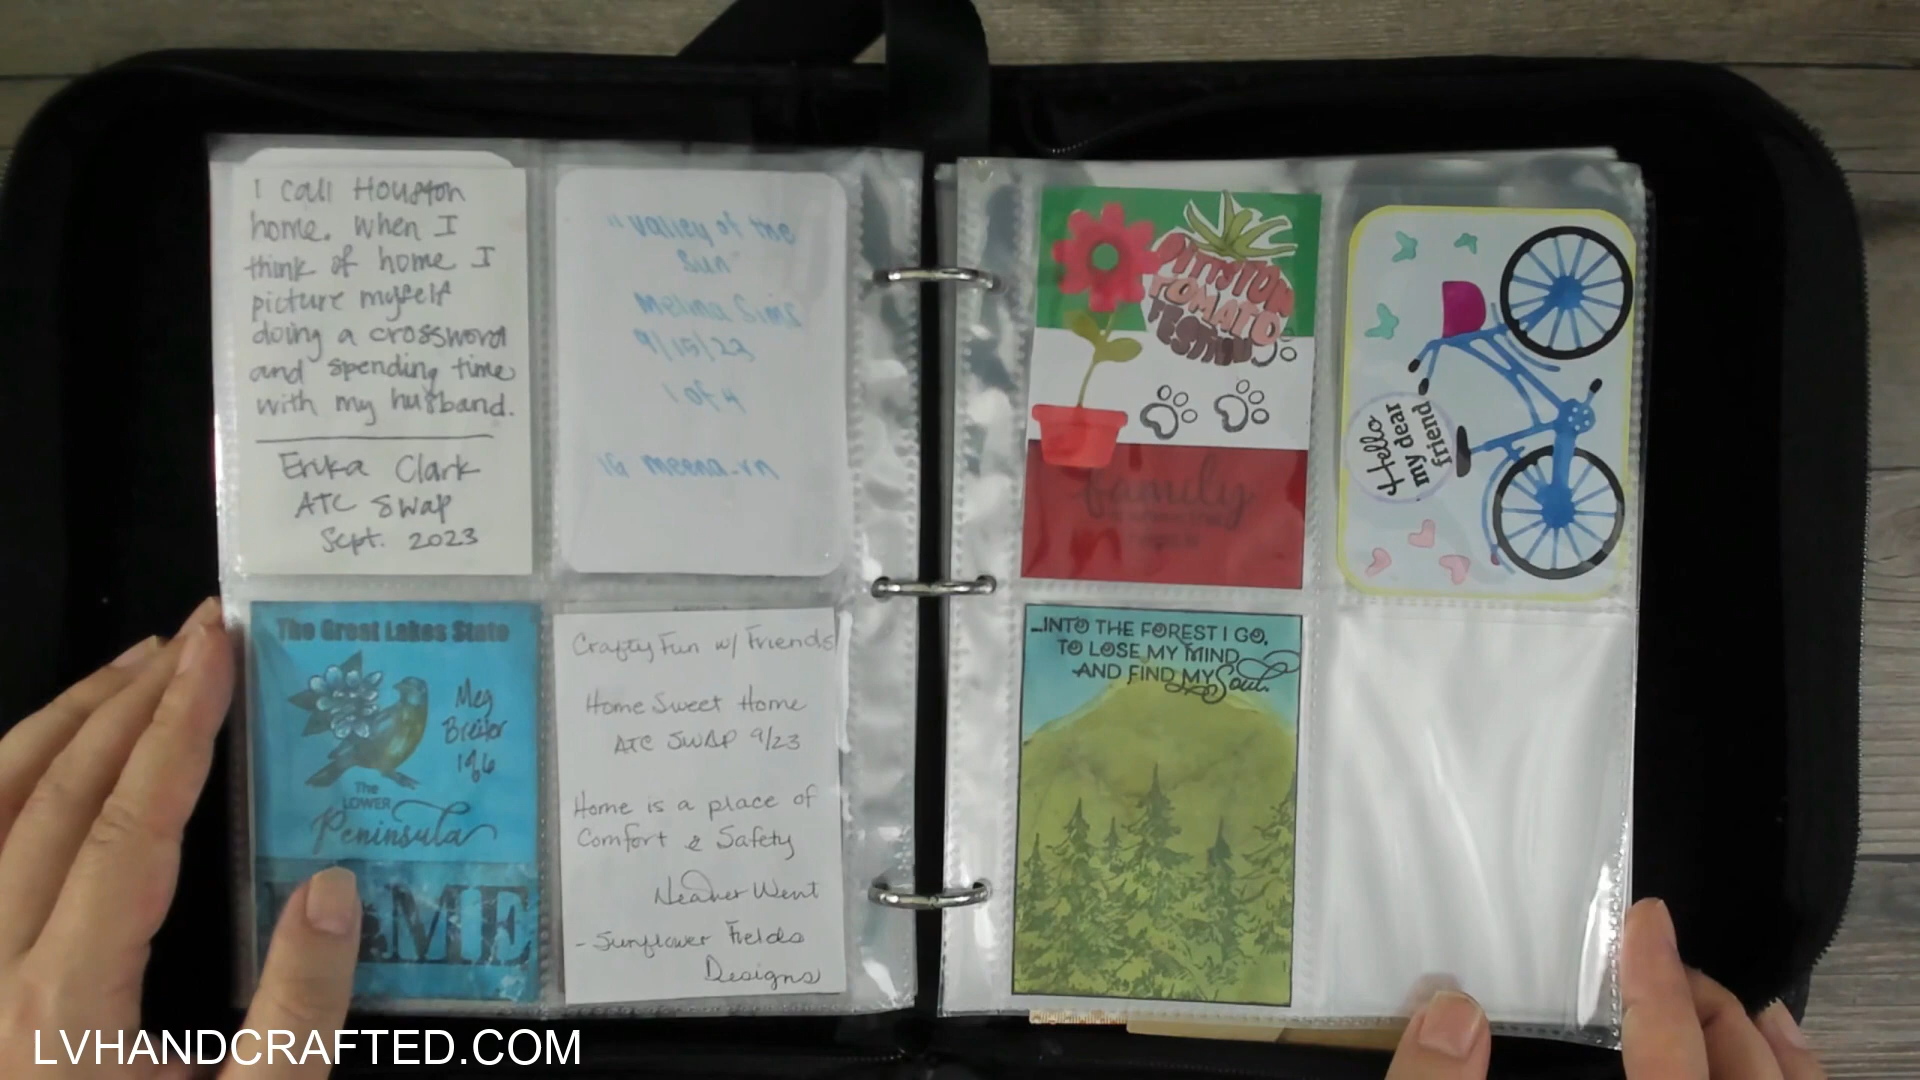 I call Houston
home. When I
think of home I
picture myself
doing a crossword
and spending time
with my husband.
Erika Clark
ATC Swap
Sept. 2023
"Valley of the
Sun"
Melina Sims
9/15/23
1 of 4
IG meena.rn
The Great Lakes State
Meg
1/6
The
LOWER
Peninsula
ME
Crafty Fun w/ Friends
Home Sweet Home
ATC SWAP 9/23
Home is a place of
Comfort & Safety
Heather Went
- Sunflower Fields
Designs
PITTSTON
TOMATO
family
Hello
my dear
friend
...INTO THE FOREST I GO,
TO LOSE MY MIND
AND FIND MY Soul.
LVHANDCRAFTED.COM